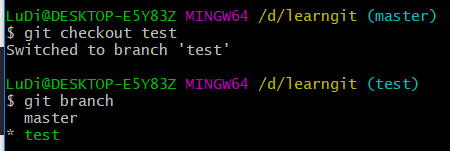 LuDi@DESKTOP-E5Y83Z MINGW64 /d/learngit (master)
$ git checkout test
Switched to branch 'test'
LuDi@DESKTOP-E5Y83Z MINGW64 /d/learngit (test)
$ git branch
master
* test